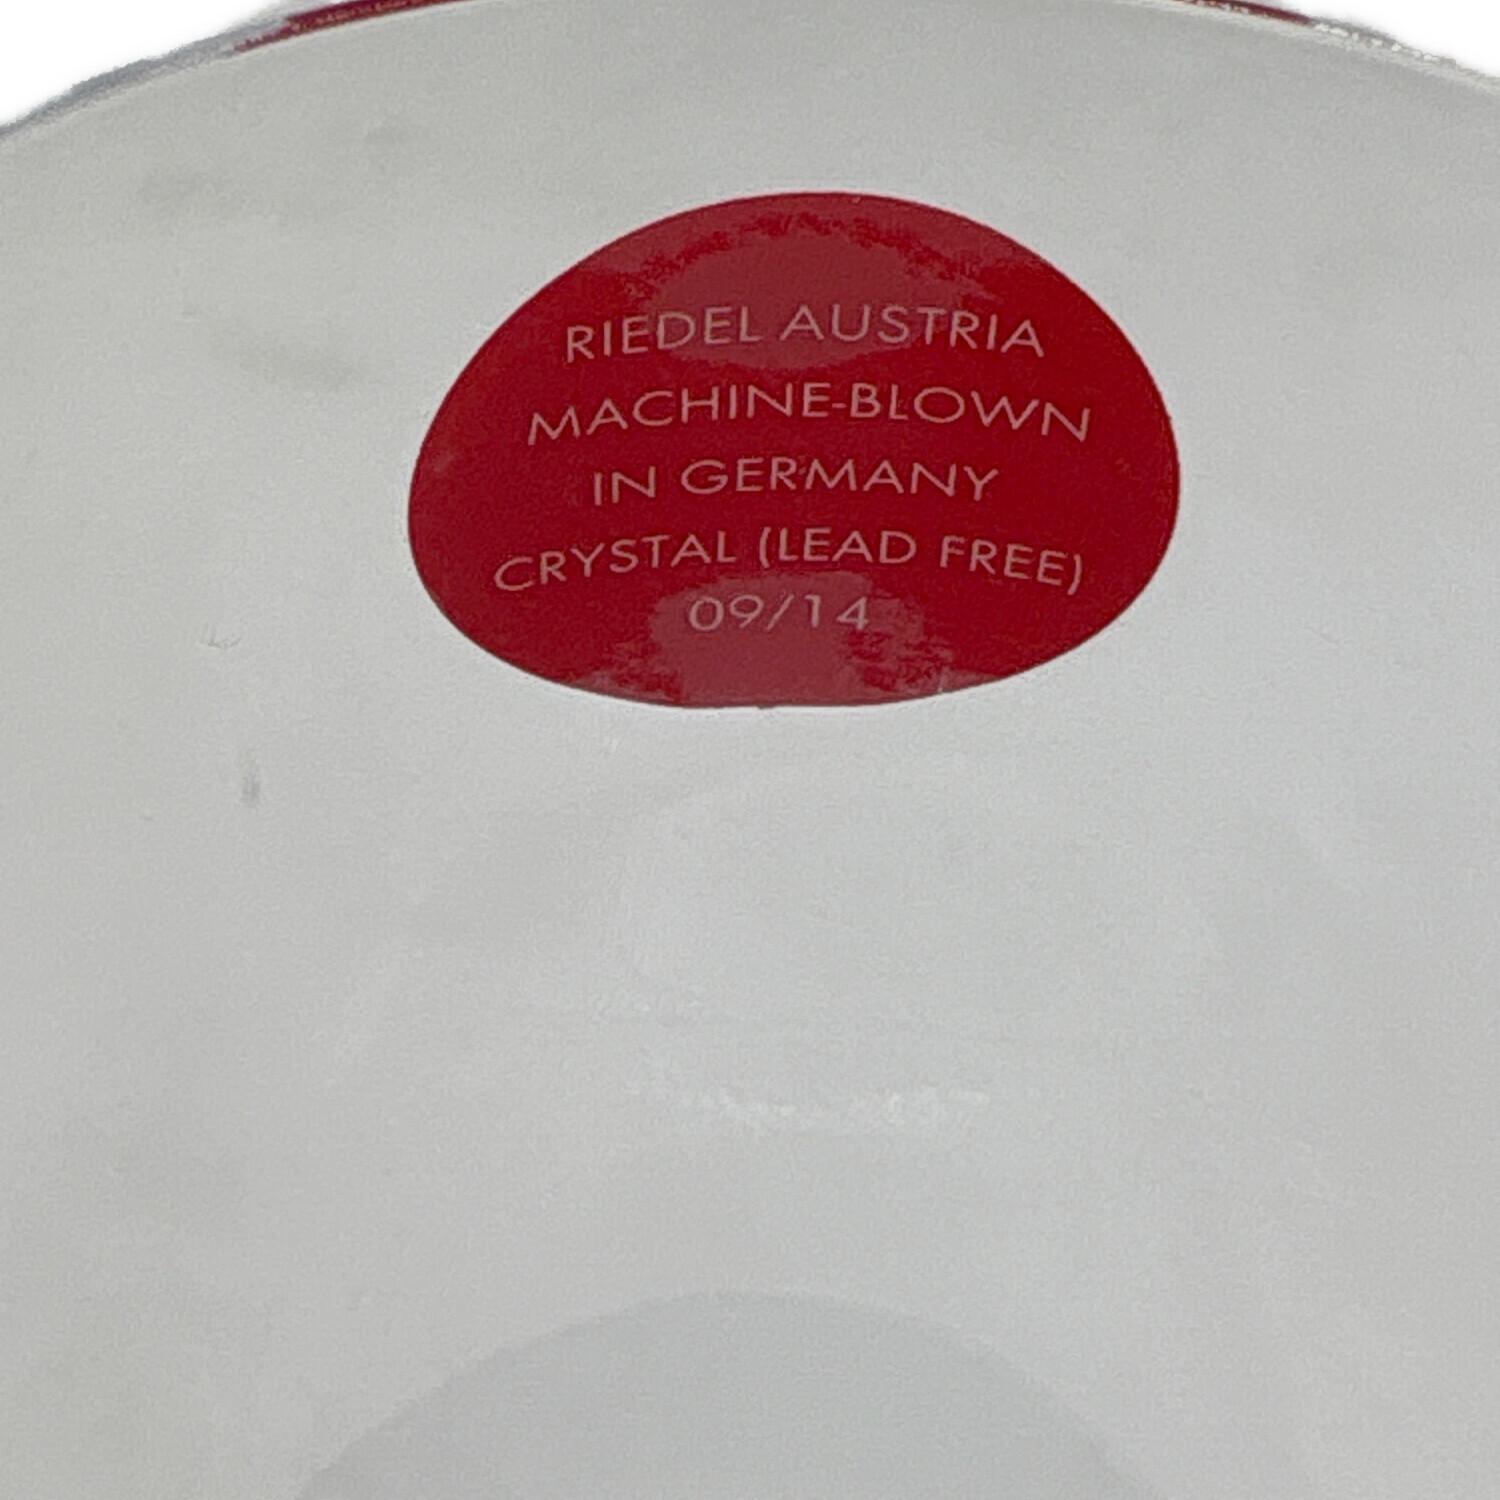 RIEDEL AUSTRIA
MACHINE-BLOWN
IN GERMANY
CRYSTAL (LEAD FREE)
09/14